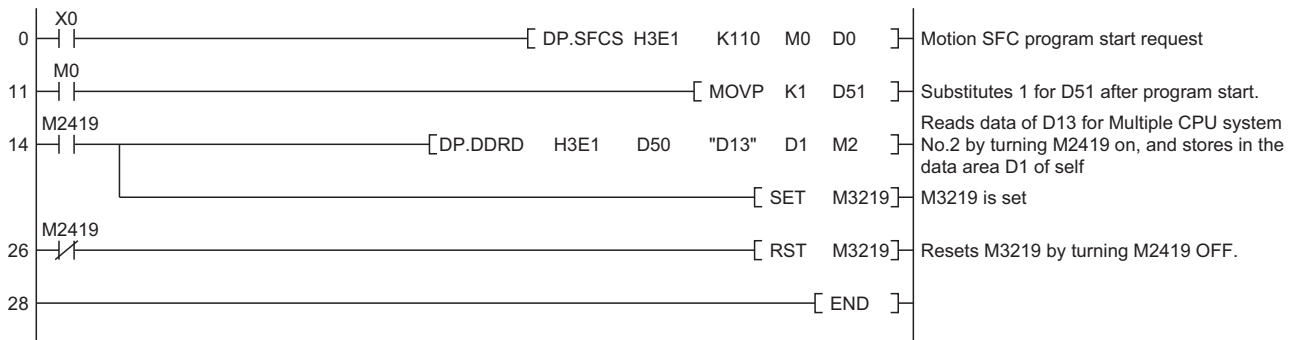 X0
0 [ DP.SFCS H3E1 K110 M0 D0 ] Motion SFC program start request
M0
11 [ MOVP K1 D51 ] Substitutes 1 for D51 after program start.
M2419
14 [ DP.DDRD H3E1 D50 "D13" D1 M2 ] Reads data of D13 for Multiple CPU system
No.2 by turning M2419 on, and stores in the
data area D1 of self
[ SET M3219 ] M3219 is set
M2419
26 [ RST M3219 ] Resets M3219 by turning M2419 OFF.
28 [ END ]